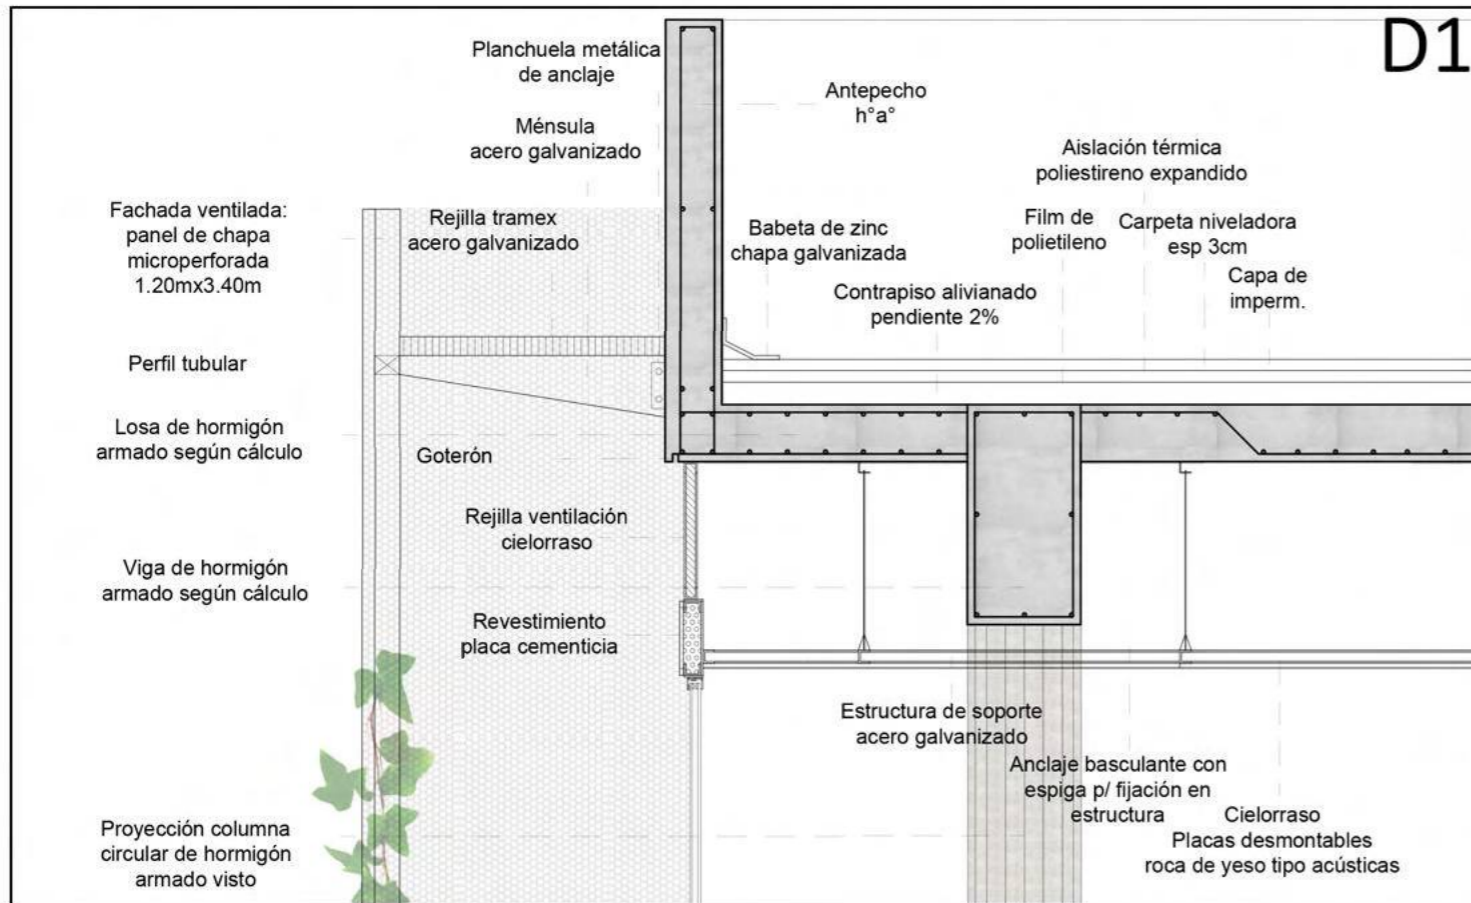 D1
Planchuela metálica
de anclaje
Antepecho
h°a°
Ménsula
acero galvanizado
Aislación térmica
poliestireno expandido
Fachada ventilada:
panel de chapa
microperforada
1.20mx3.40m
Rejilla tramex
acero galvanizado
Babeta de zinc
chapa galvanizada
Film de
polietileno
Carpeta niveladora
esp 3cm
Capa de
imperm.
Contrapiso alivianado
pendiente 2%
Perfil tubular
Losa de hormigón
armado según cálculo
Goterón
Rejilla ventilación
cielorraso
Viga de hormigón
armado según cálculo
Revestimiento
placa cementicia
Estructura de soporte
acero galvanizado
Anclaje basculante con
espiga p/ fijación en
estructura
Cielorraso
Placas desmontables
roca de yeso tipo acústicas
Proyección columna
circular de hormigón
armado visto